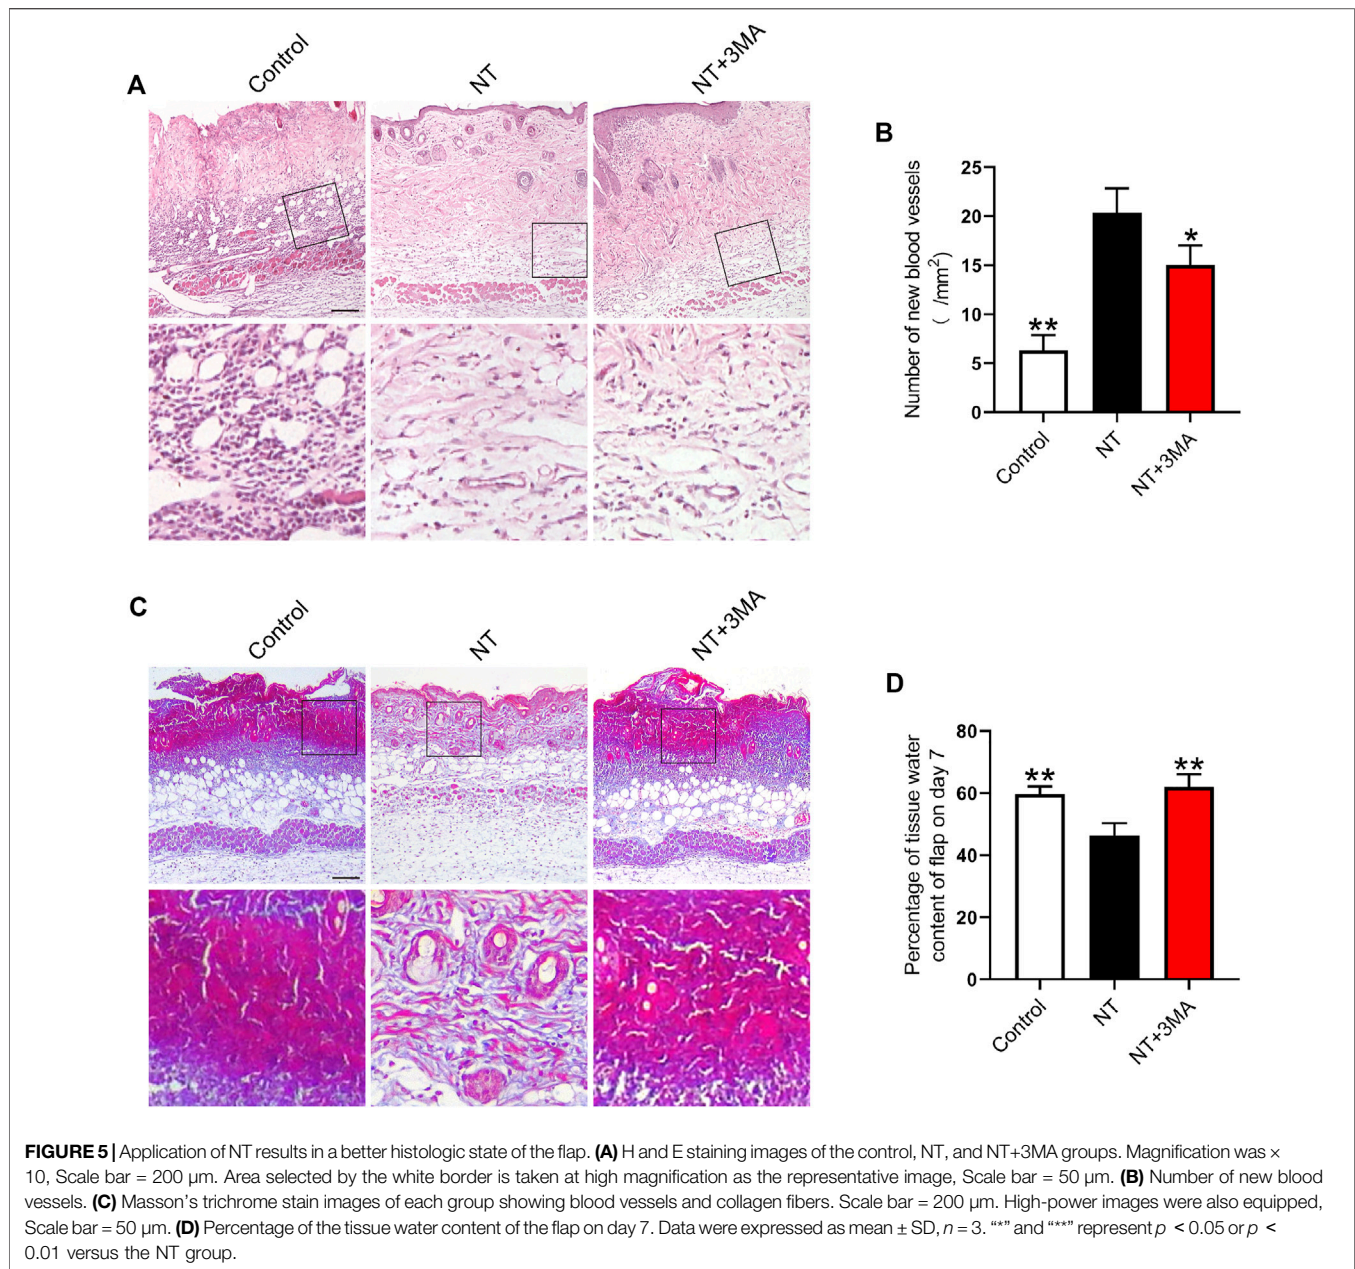 A
Control
NT
NT+3MA
B
Number of new blood vessels
( /mm²)
25
20
15
10
5
0
**
*
Control
NT
NT+3MA
C
Control
NT
NT+3MA
D
Percentage of tissue water
content of flap on day 7
80
60
40
20
0
**
**
Control
NT
NT+3MA
FIGURE 5 | Application of NT results in a better histologic state of the flap. (A) H and E staining images of the control, NT, and NT+3MA groups. Magnification was ×
10, Scale bar = 200 μm. Area selected by the white border is taken at high magnification as the representative image, Scale bar = 50 μm. (B) Number of new blood
vessels. (C) Masson's trichrome stain images of each group showing blood vessels and collagen fibers. Scale bar = 200 μm. High-power images were also equipped,
Scale bar = 50 μm. (D) Percentage of the tissue water content of the flap on day 7. Data were expressed as mean ± SD, n = 3. "*" and "**" represent p < 0.05 or p <
0.01 versus the NT group.